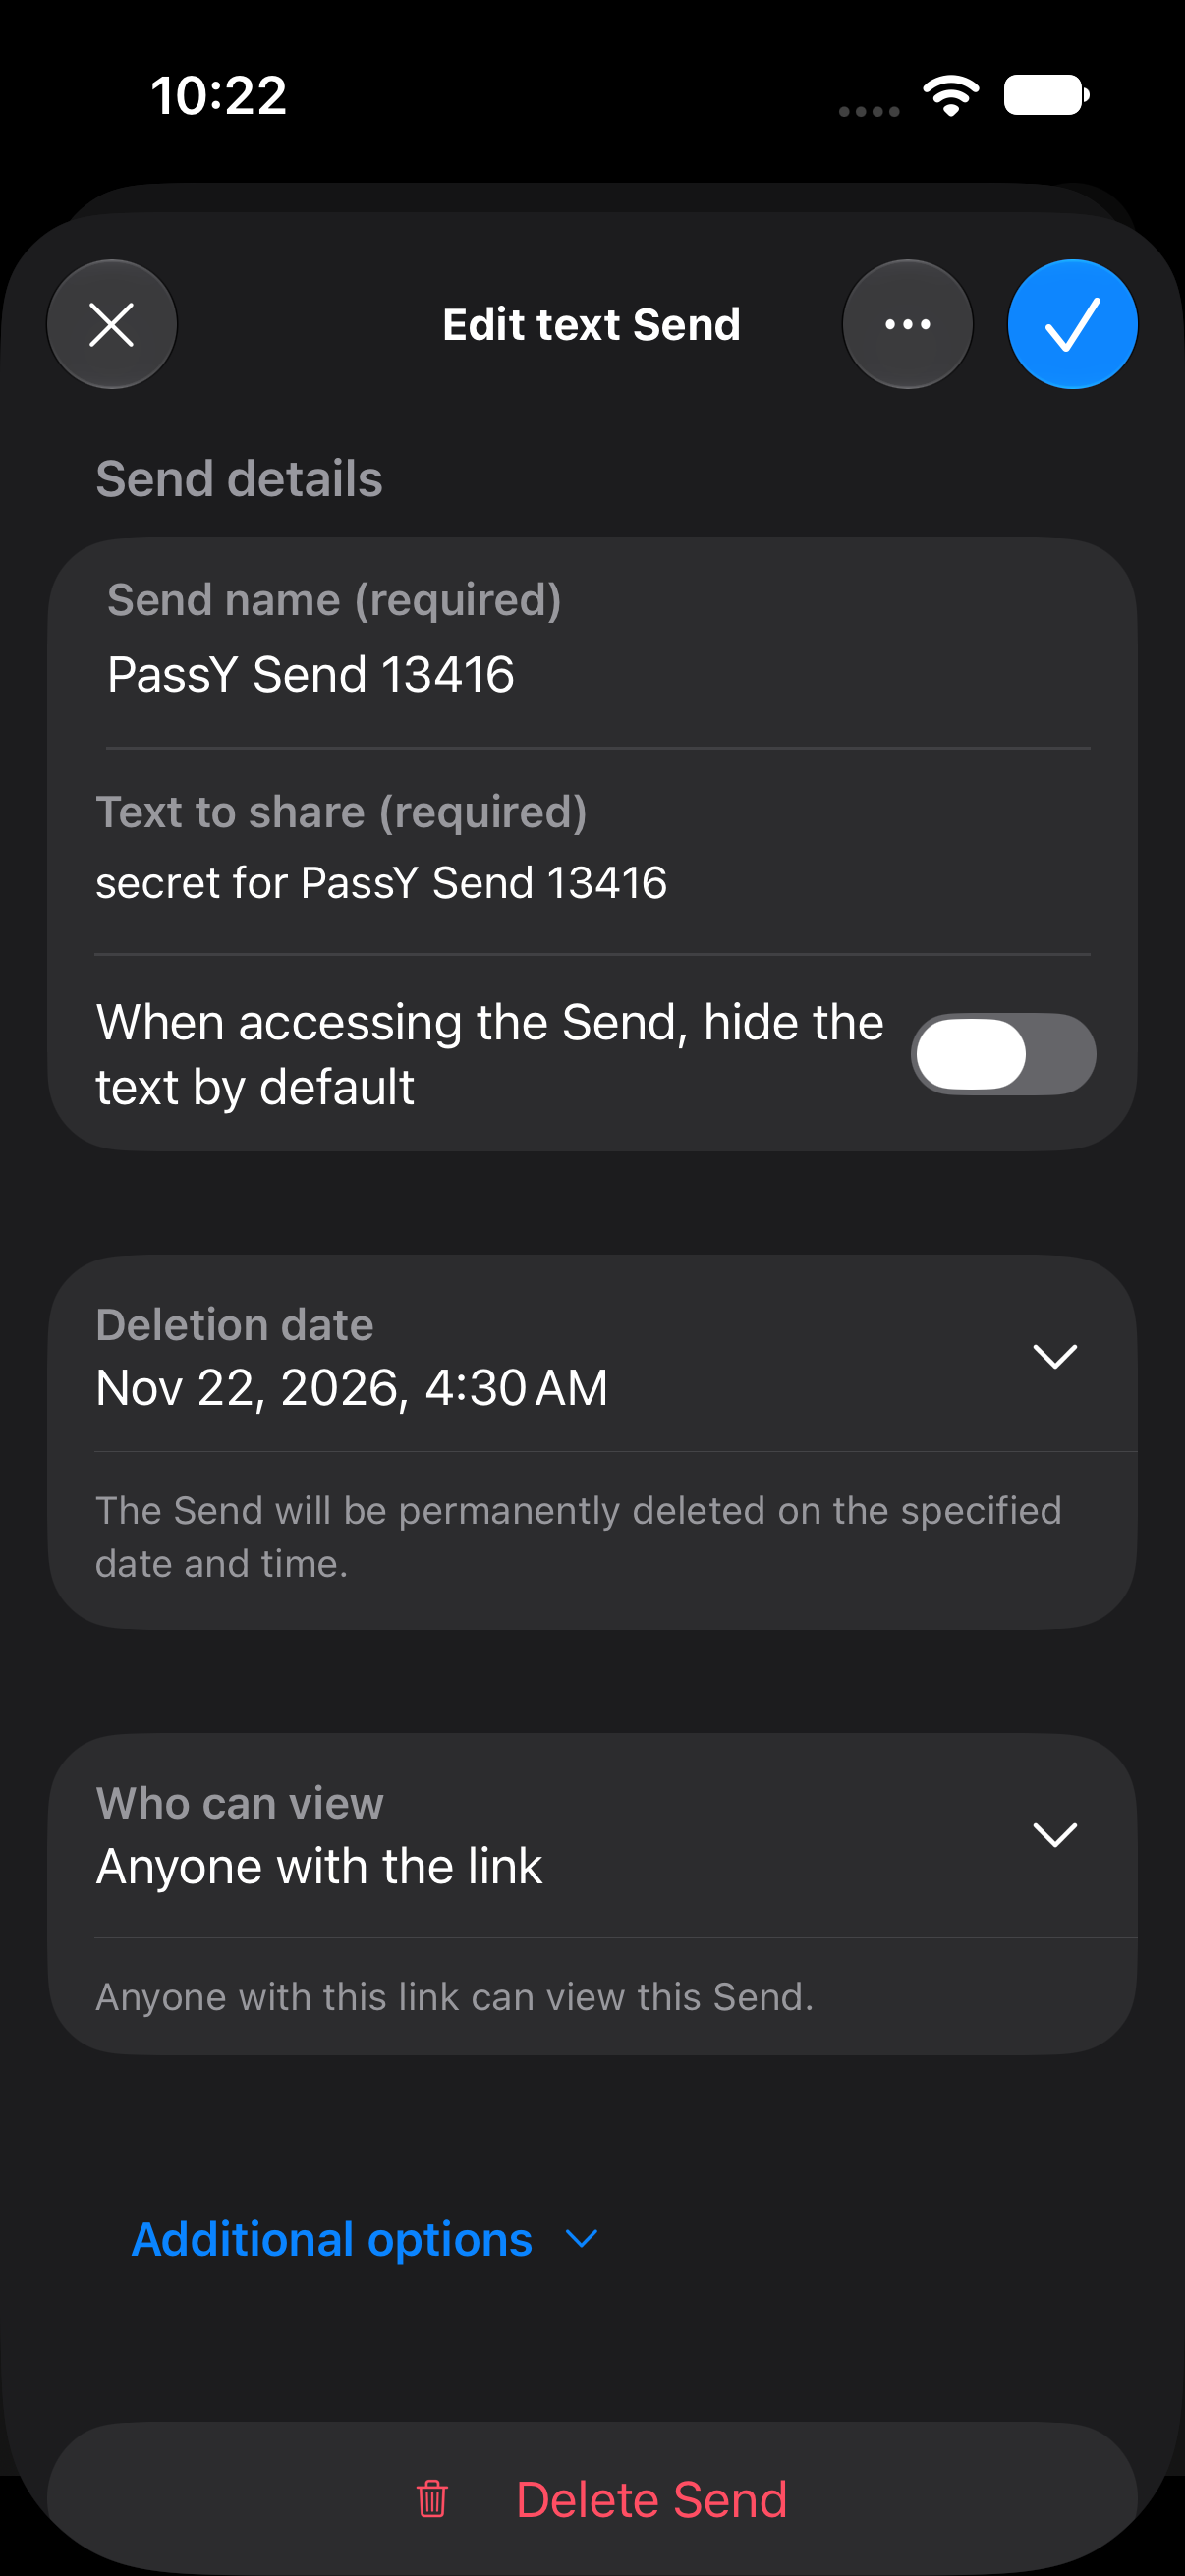 10:22
Edit text Send
Send details
Send name (required)
PassY Send 13416
Text to share (required)
secret for PassY Send 13416
When accessing the Send, hide the
text by default
Deletion date
Nov 22, 2026, 4:30 AM
The Send will be permanently deleted on the specified
date and time.
Who can view
Anyone with the link
Anyone with this link can view this Send.
Additional options
Delete Send